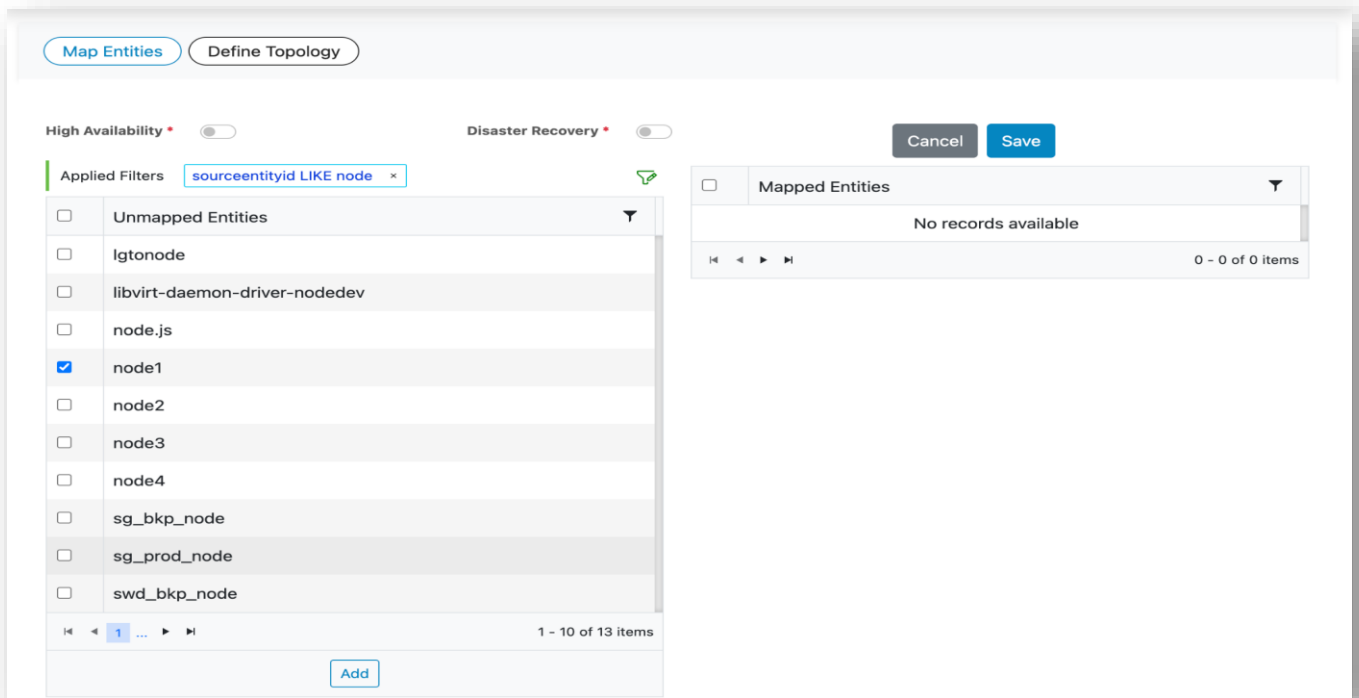 Map Entities
Define Topology
High Availability *
Disaster Recovery *
Cancel
Save
Applied Filters
sourceentityid LIKE node ×
Unmapped Entities
lgtonode
libvirt-daemon-driver-nodedev
node.js
node1
node2
node3
node4
sg_bkp_node
sg_prod_node
swd_bkp_node
1 ...
1 - 10 of 13 items
Add
Mapped Entities
No records available
0 - 0 of 0 items